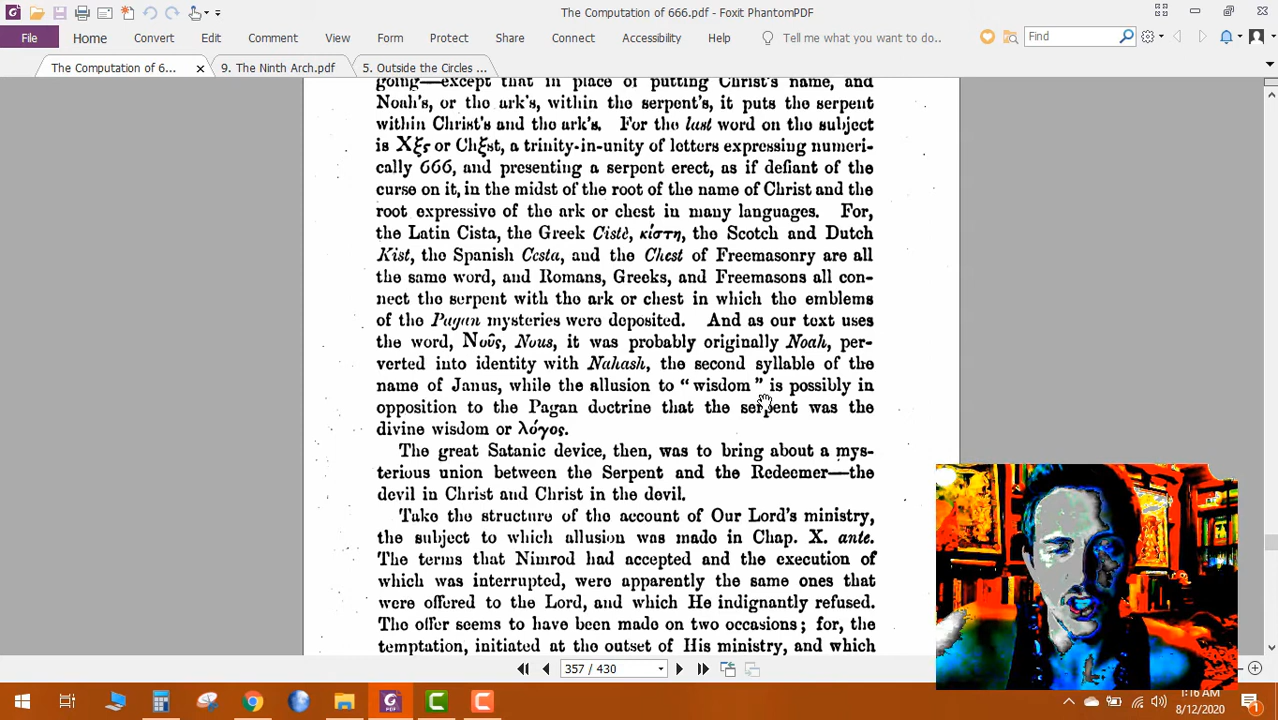 The Computation of 666.pdf - Foxit PhantomPDF
File Home Convert Edit Comment View Form Protect Share Connect Accessibility Help Tell me what you want to do.. Find
The Computation of 6... 9. The Ninth Arch.pdf 5. Outside the Circles ...
going—except that in place of putting Christ's name, and
Noah's, or the ark's, within the serpent's, it puts the serpent
within Christ's and the ark's. For the last word on the subject
is Χξς or Chξst, a trinity-in-unity of letters expressing numeri-
cally 666, and presenting a serpent erect, as if defiant of the
curse on it, in the midst of the root of the name of Christ and the
root expressive of the ark or chest in many languages. For,
the Latin Cista, the Greek Cistè, κίστη, the Scotch and Dutch
Kist, the Spanish Cesta, and the Chest of Freemasonry are all
the same word, and Romans, Greeks, and Freemasons all con-
nect the serpent with the ark or chest in which the emblems
of the Pagan mysteries were deposited. And as our text uses
the word, Νοῦς, Nous, it was probably originally Noah, per-
verted into identity with Nahash, the second syllable of the
name of Janus, while the allusion to "wisdom" is possibly in
opposition to the Pagan doctrine that the serpent was the
divine wisdom or λόγος.
The great Satanic device, then, was to bring about a mys-
terious union between the Serpent and the Redeemer—the
devil in Christ and Christ in the devil.
Take the structure of the account of Our Lord's ministry,
the subject to which allusion was made in Chap. X. ante.
The terms that Nimrod had accepted and the execution of
which was interrupted, were apparently the same ones that
were offered to the Lord, and which He indignantly refused.
The offer seems to have been made on two occasions; for, the
temptation, initiated at the outset of His ministry, and which
357 / 430
1:16 AM
8/12/2020
1